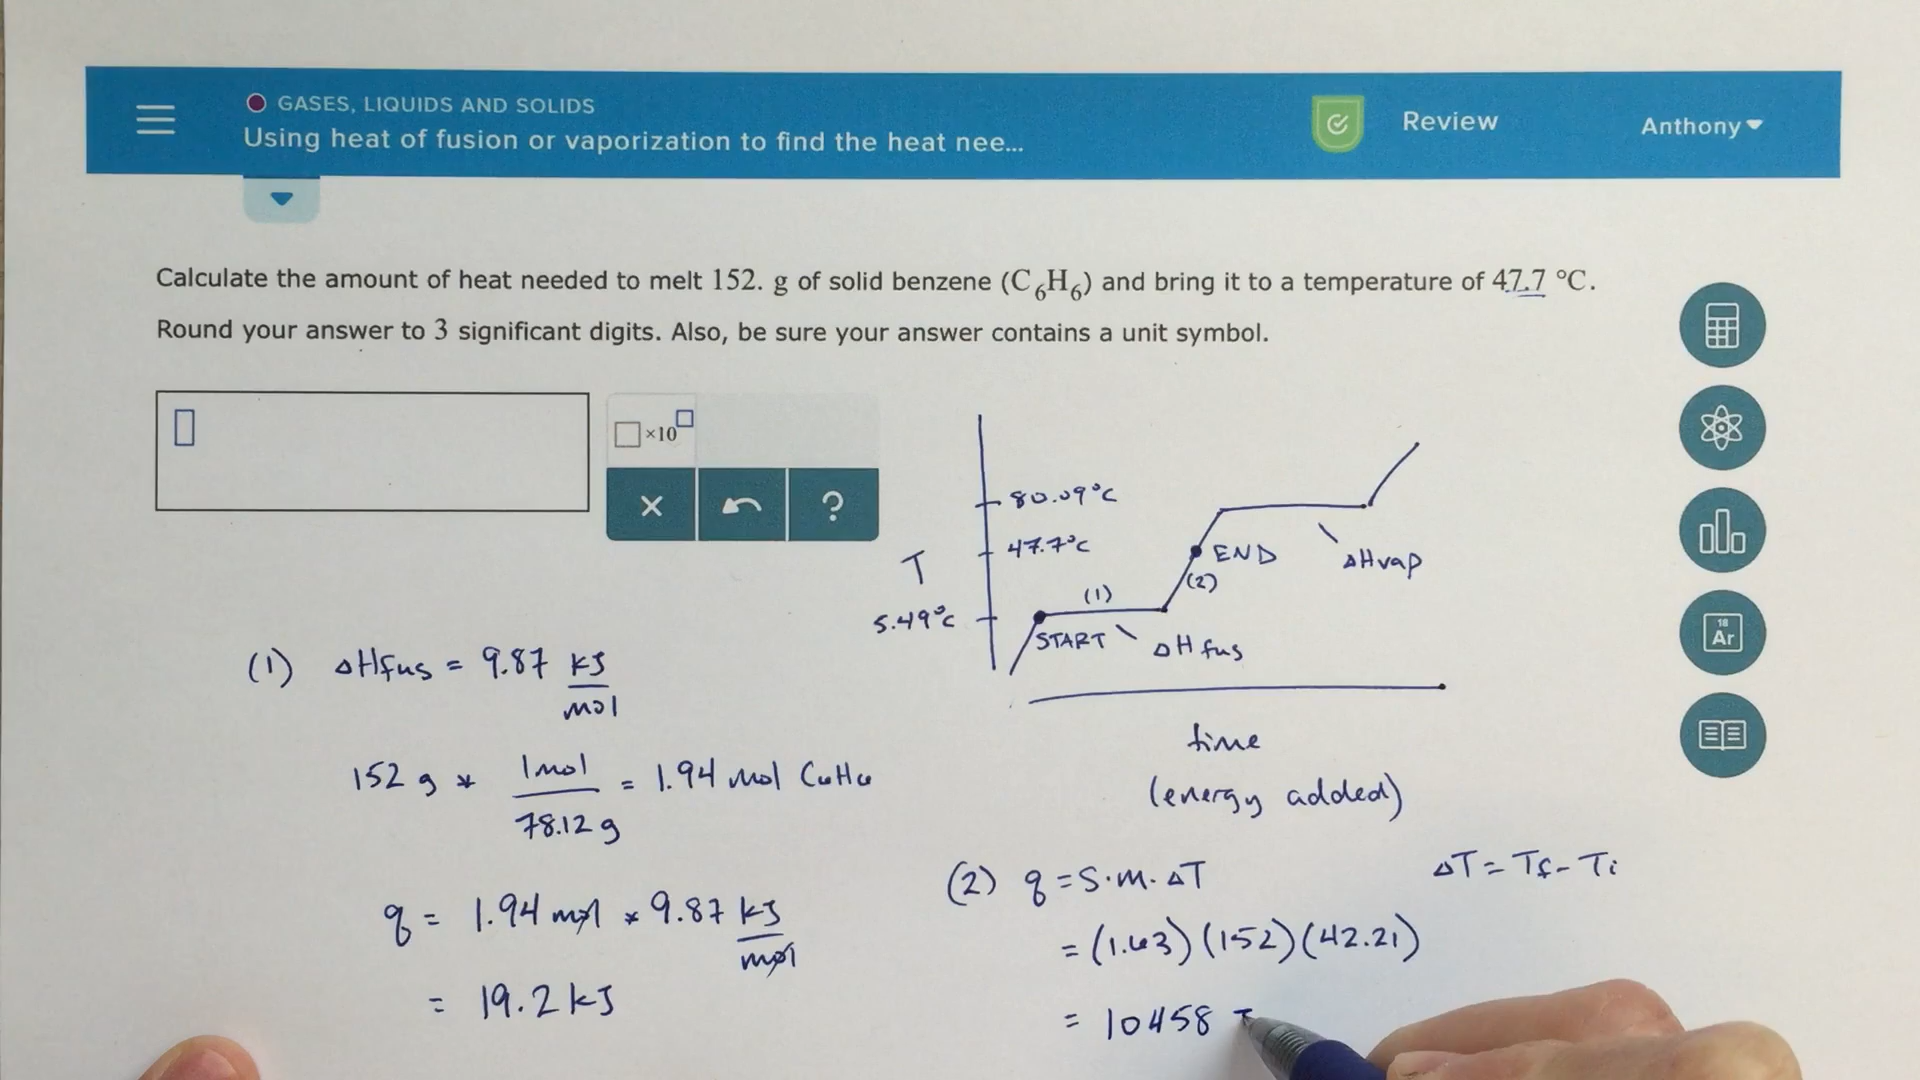 GASES, LIQUIDS AND SOLIDS
Using heat of fusion or vaporization to find the heat nee...
Review
Anthony
Calculate the amount of heat needed to melt 152. g of solid benzene (C6H6) and bring it to a temperature of 47.7 °C.
Round your answer to 3 significant digits. Also, be sure your answer contains a unit symbol.
×10
?
18
Ar
T
80.09°C
47.7°C
5.49°C
START
(1)
ΔHfus
(2)
END
ΔHvap
time
(energy added)
(1) ΔHfus = 9.87 kJ
mol
152 g * 1mol = 1.94 mol C6H6
78.12 g
q = 1.94 mol * 9.87 kJ
mol
= 19.2 kJ
(2) q = S·m·ΔT
ΔT = Tf - Ti
= (1.63)(152)(42.21)
= 10458 J